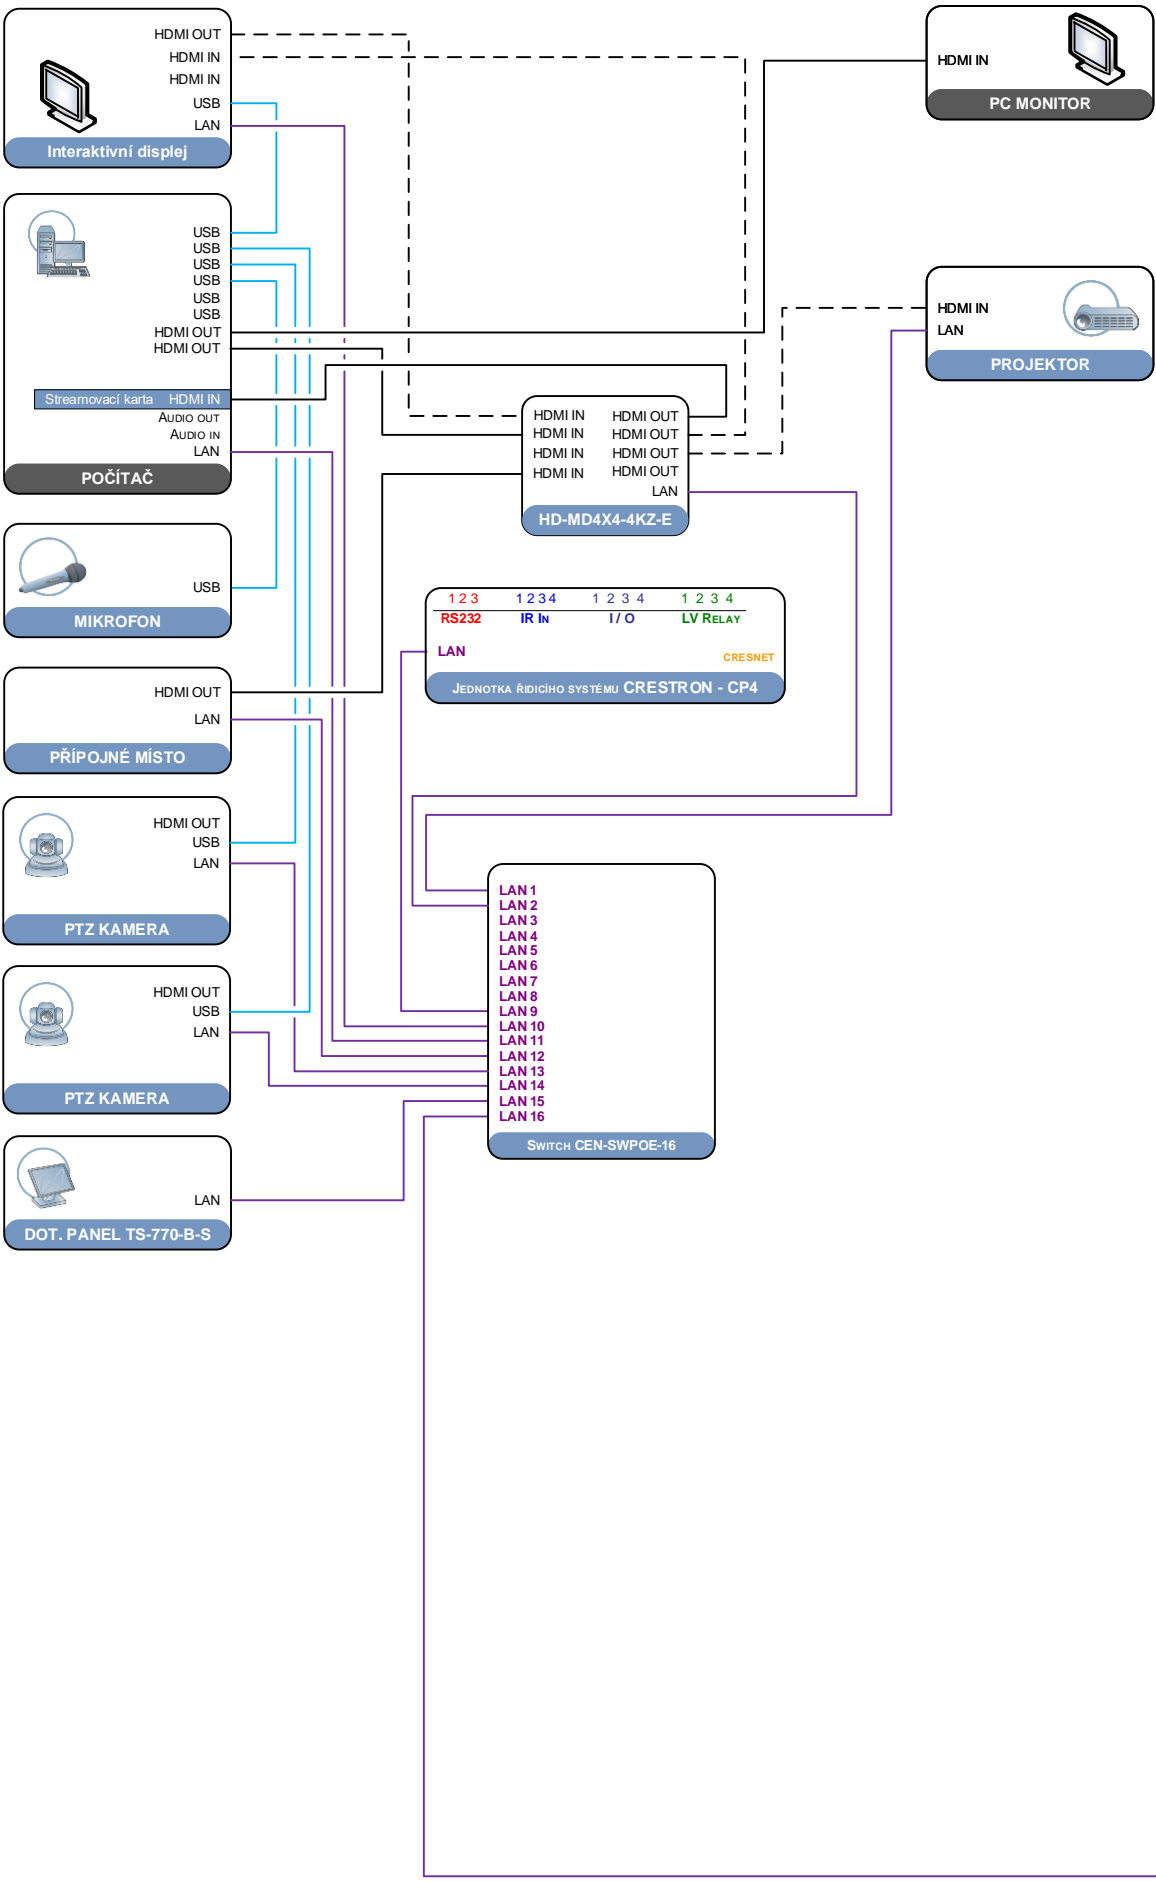 HDMI OUT
HDMI IN
HDMI IN
USB
LAN
Interaktivní displej
HDMI IN
PC MONITOR
USB
USB
USB
USB
USB
USB
HDMI OUT
HDMI OUT
Streamovací karta HDMI IN
AUDIO OUT
AUDIO IN
LAN
POČÍTAČ
HDMI IN
LAN
PROJEKTOR
HDMI IN HDMI OUT
HDMI IN HDMI OUT
HDMI IN HDMI OUT
HDMI IN HDMI OUT
LAN
HD-MD4X4-4KZ-E
USB
MIKROFON
1 2 3 1 2 3 4 1 2 3 4 1 2 3 4
RS232 IR IN I / O LV RELAY
LAN
CRESNET
JEDNOTKA ŘIDICÍHO SYSTÉMU CRESTRON - CP4
HDMI OUT
LAN
PŘÍPOJNÉ MÍSTO
HDMI OUT
USB
LAN
PTZ KAMERA
HDMI OUT
USB
LAN
PTZ KAMERA
LAN 1
LAN 2
LAN 3
LAN 4
LAN 5
LAN 6
LAN 7
LAN 8
LAN 9
LAN 10
LAN 11
LAN 12
LAN 13
LAN 14
LAN 15
LAN 16
SWITCH CEN-SWPOE-16
LAN
DOT. PANEL TS-770-B-S